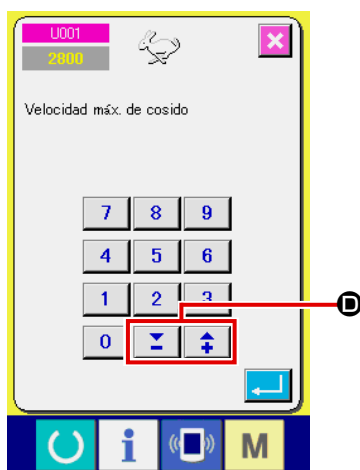 U001
2800
Velocidad máx. de cosido
7 8 9
4 5 6
1 2 3
0
D
i
M